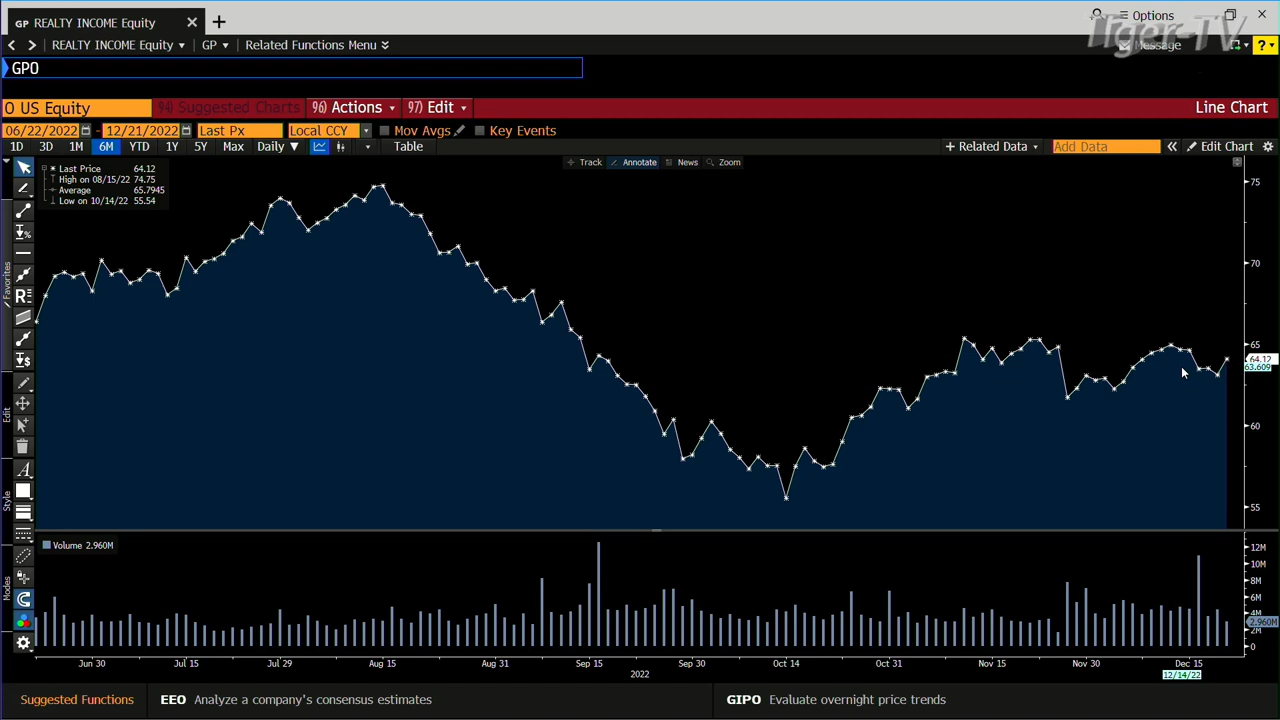 GP REALTY INCOME Equity
Options
Tiger-TV
REALTY INCOME Equity GP Related Functions Menu
Message
?
GPO
O US Equity 94) Suggested Charts 96) Actions 97) Edit Line Chart
06/22/2022 - 12/21/2022 Last Px Local CCY Mov Avgs Key Events
1D 3D 1M 6M YTD 1Y 5Y Max Daily Table + Related Data Add Data Edit Chart
Track Annotate News Zoom
Last Price 64.12
High on 08/15/22 74.75
Average 65.7945
Low on 10/14/22 55.54
75
70
65
64.12
63.609
60
55
Favorites
Edit
Style
Modes
Volume 2.960M
12M
10M
8M
6M
4M
2.960M
2M
0
Jun 30 Jul 15 Jul 29 Aug 15 Aug 31 Sep 15 Sep 30 Oct 14 Oct 31 Nov 15 Nov 30 Dec 15
2022
12/14/22
Suggested Functions EEO Analyze a company's consensus estimates GIPO Evaluate overnight price trends